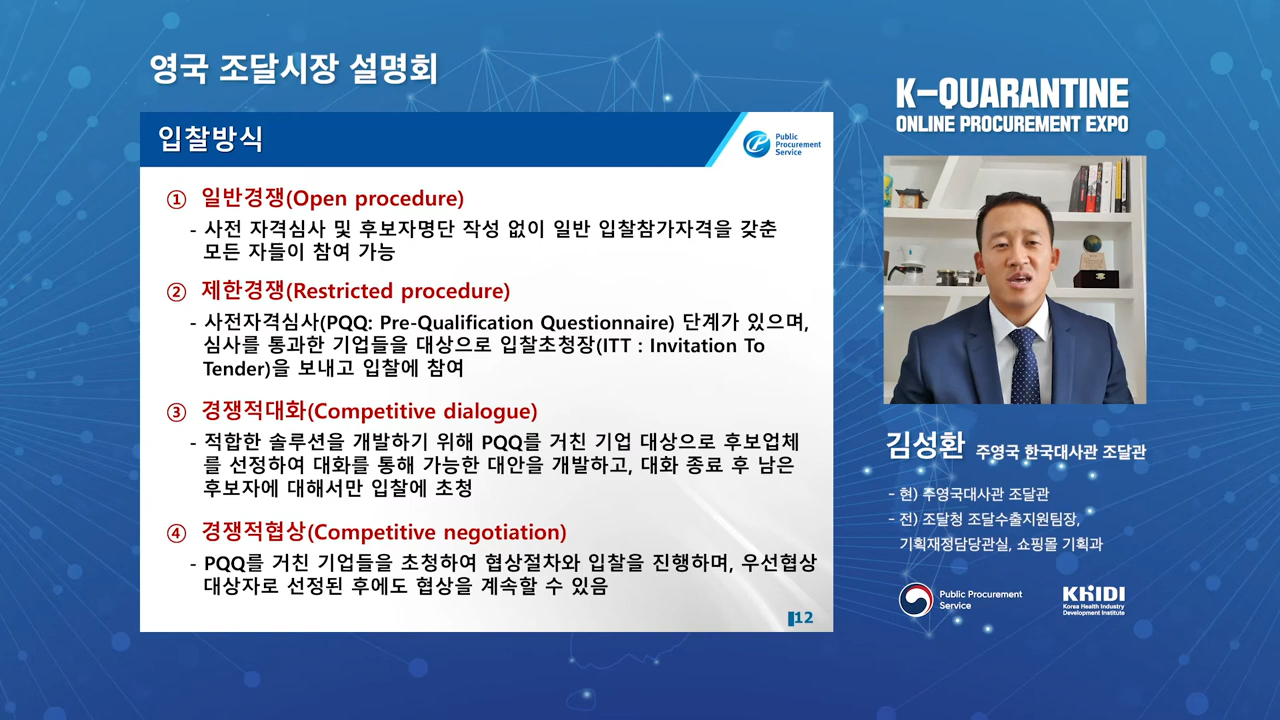 영국 조달시장 설명회
입찰방식
Public
Procurement
Service
① 일반경쟁(Open procedure)
- 사전 자격심사 및 후보자명단 작성 없이 일반 입찰참가자격을 갖춘
모든 자들이 참여 가능
② 제한경쟁(Restricted procedure)
- 사전자격심사(PQQ: Pre-Qualification Questionnaire) 단계가 있으며,
심사를 통과한 기업들을 대상으로 입찰초청장(ITT : Invitation To
Tender)을 보내고 입찰에 참여
③ 경쟁적대화(Competitive dialogue)
- 적합한 솔루션을 개발하기 위해 PQQ를 거친 기업 대상으로 후보업체
를 선정하여 대화를 통해 가능한 대안을 개발하고, 대화 종료 후 남은
후보자에 대해서만 입찰에 초청
④ 경쟁적협상(Competitive negotiation)
- PQQ를 거친 기업들을 초청하여 협상절차와 입찰을 진행하며, 우선협상
대상자로 선정된 후에도 협상을 계속할 수 있음
12
K-QUARANTINE
ONLINE PROCUREMENT EXPO
김성환 주영국 한국대사관 조달관
- 현) 주영국대사관 조달관
- 전) 조달청 조달수출지원팀장,
기획재정담당관실, 쇼핑몰 기획과
Public Procurement
Service
KHIDI
Korea Health Industry
Development Institute